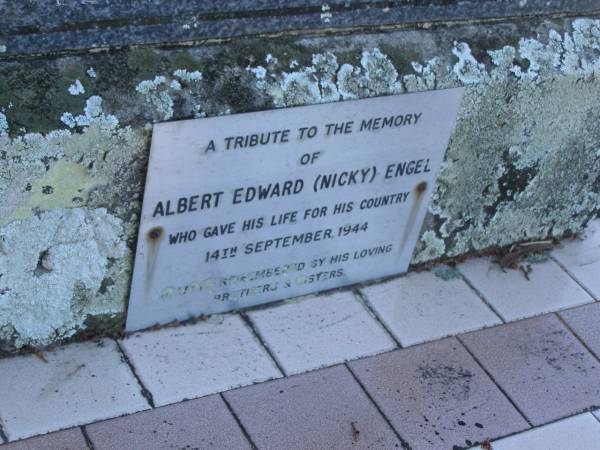 A TRIBUTE TO THE MEMORY
OF
ALBERT EDWARD (NICKY) ENGEL
WHO GAVE HIS LIFE FOR HIS COUNTRY
14TH SEPTEMBER. 1944
REMEMBERED BY HIS LOVING
BROTHERS & SISTERS.